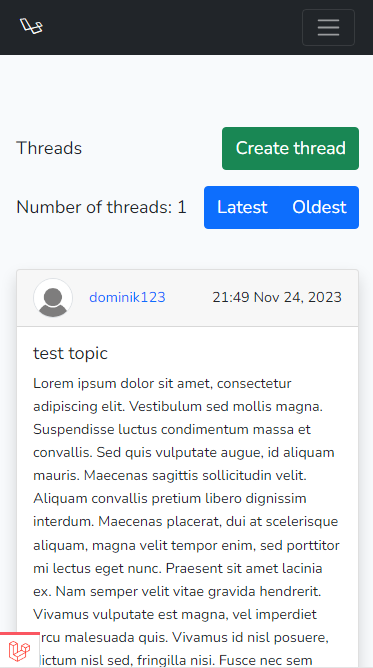 Threads
Create thread
Number of threads: 1
Latest
Oldest
dominik123
21:49 Nov 24, 2023
test topic
Lorem ipsum dolor sit amet, consectetur
adipiscing elit. Vestibulum sed mollis magna.
Suspendisse luctus condimentum massa et
convallis. Sed quis vulputate augue, id aliquam
mauris. Maecenas sagittis sollicitudin velit.
Aliquam convallis pretium libero dignissim
interdum. Maecenas placerat, dui at scelerisque
aliquam, magna velit tempor enim, sed porttitor
mi lectus eget nunc. Praesent sit amet lacinia
ex. Nam semper velit vitae gravida hendrerit.
Vivamus vulputate est magna, vel imperdiet
arcu malesuada quis. Vivamus id nisl posuere,
dictum nisl sed, fringilla nisi. Fusce nec sem